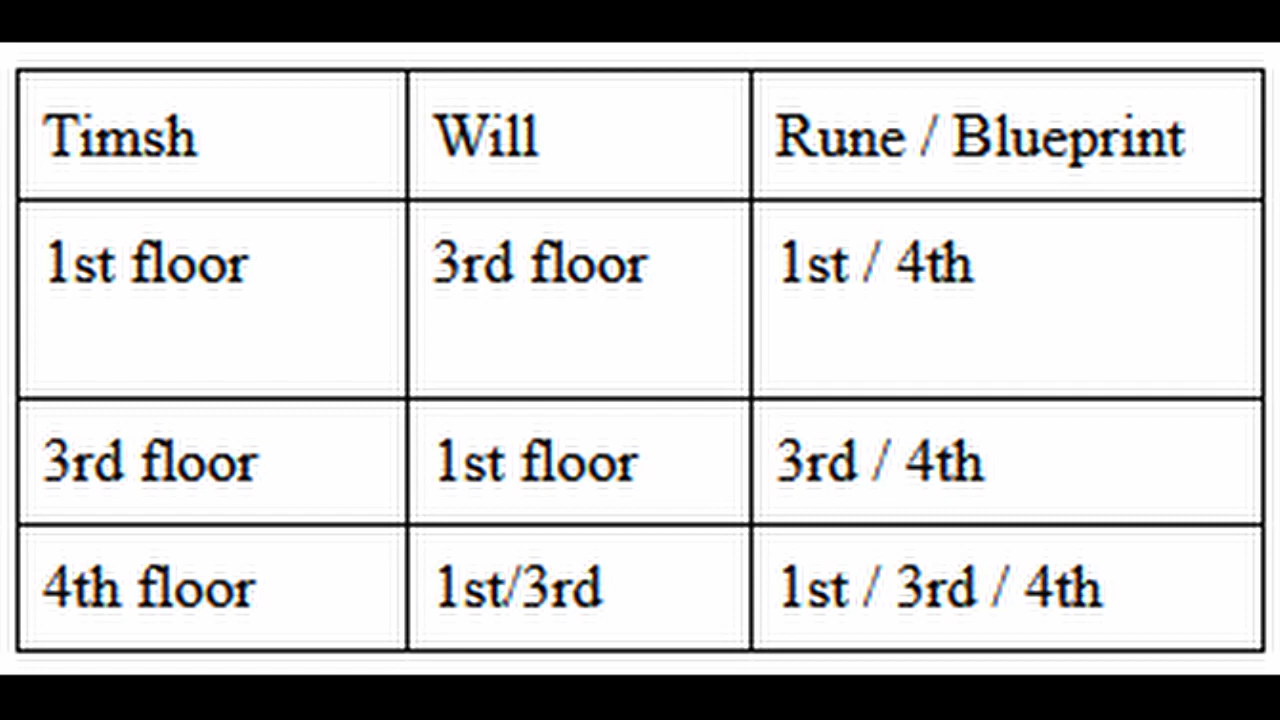 Timsh Will Rune / Blueprint
1st floor 3rd floor 1st / 4th
3rd floor 1st floor 3rd / 4th
4th floor 1st/3rd 1st / 3rd / 4th